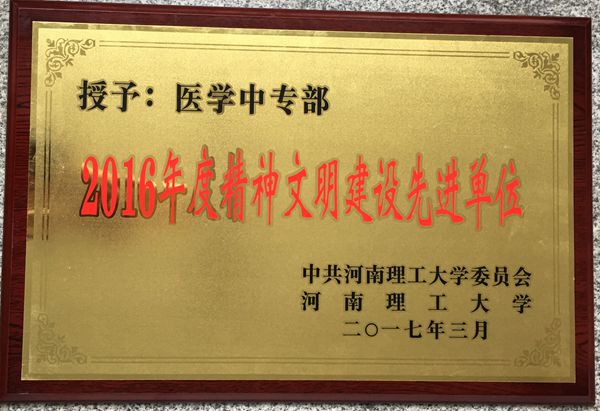 授予：医学中专部
2016年度精神文明建设先进单位
中共河南理工大学委员会
河南理工大学
二〇一七年三月